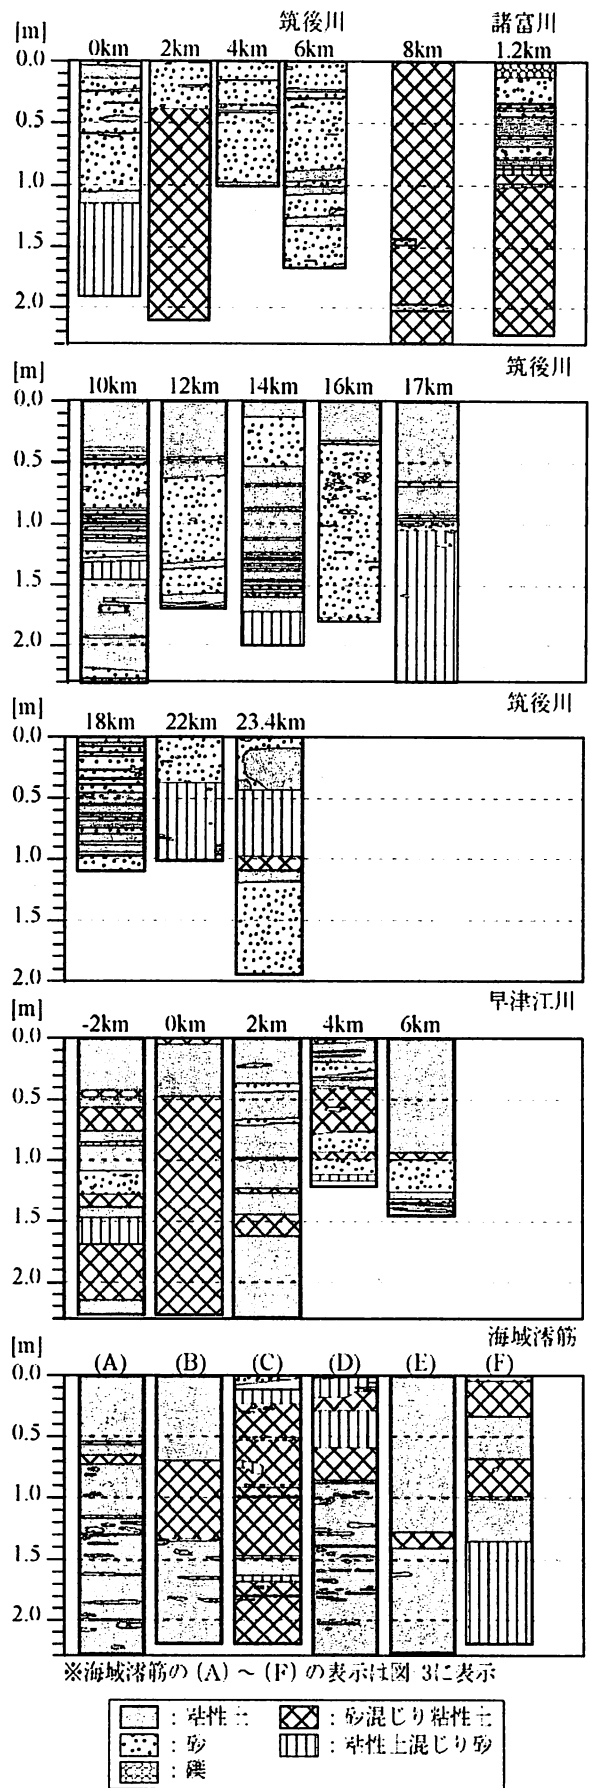 筑後川 諸富川
[m] 0km 2km 4km 6km 8km 1.2km
0.0
0.5
1.0
1.5
2.0
筑後川
[m] 10km 12km 14km 16km 17km
0.0
0.5
1.0
1.5
2.0
筑後川
[m] 18km 22km 23.4km
0.0
0.5
1.0
1.5
2.0
早津江川
[m] -2km 0km 2km 4km 6km
0.0
0.5
1.0
1.5
2.0
海域澪筋
[m] (A) (B) (C) (D) (E) (F)
0.0
0.5
1.0
1.5
2.0
※海域澪筋の (A) ～ (F) の表示は図-3に表示
：粘性土 ：砂混じり粘性土
：砂 ：粘性土混じり砂
：礫